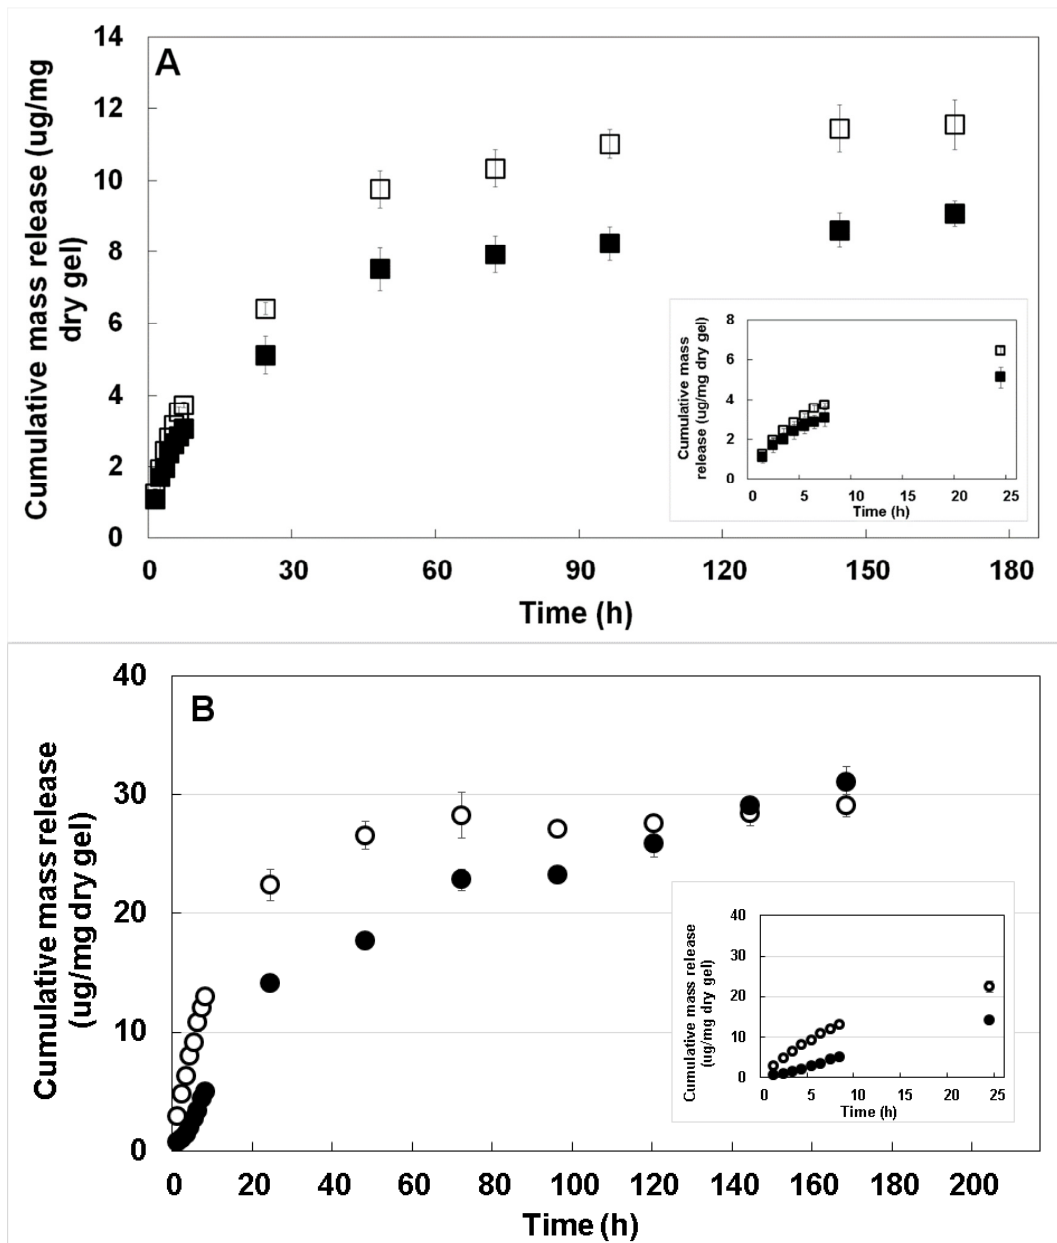 A
Cumulative mass release (ug/mg
dry gel)
14
12
10
8
6
4
2
0
0 30 60 90 120 150 180
Time (h)
Cumulative mass
release (ug/mg dry gel)
8
6
4
2
0
0 5 10 15 20 25
Time (h)
B
Cumulative mass release
(ug/mg dry gel)
40
30
20
10
0
0 20 40 60 80 100 120 140 160 180 200
Time (h)
Cumulative mass release
(ug/mg dry gel)
40
30
20
10
0
0 5 10 15 20 25
Time (h)